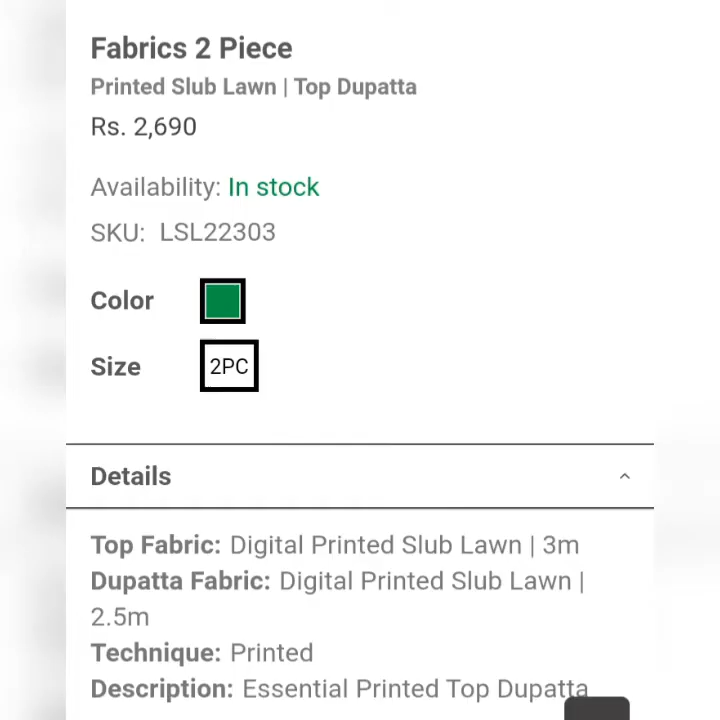 Fabrics 2 Piece
Printed Slub Lawn | Top Dupatta
Rs. 2,690
Availability: In stock
SKU: LSL22303
Color
Size 2PC
Details
Top Fabric: Digital Printed Slub Lawn | 3m
Dupatta Fabric: Digital Printed Slub Lawn |
2.5m
Technique: Printed
Description: Essential Printed Top Dupatta